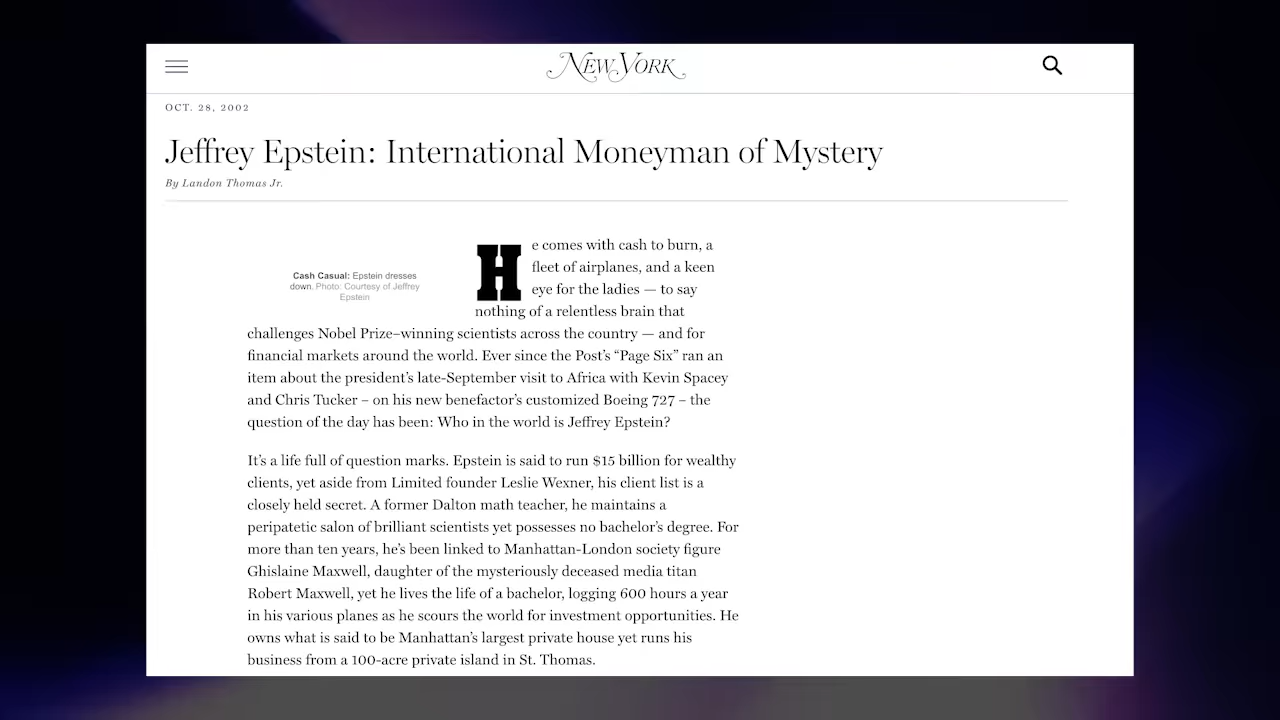 NEW YORK
OCT. 28, 2002
Jeffrey Epstein: International Moneyman of Mystery
By Landon Thomas Jr.
Cash Casual: Epstein dresses
down. Photo: Courtesy of Jeffrey
Epstein
He comes with cash to burn, a
fleet of airplanes, and a keen
eye for the ladies — to say
nothing of a relentless brain that
challenges Nobel Prize–winning scientists across the country — and for
financial markets around the world. Ever since the Post’s “Page Six” ran an
item about the president’s late-September visit to Africa with Kevin Spacey
and Chris Tucker – on his new benefactor’s customized Boeing 727 – the
question of the day has been: Who in the world is Jeffrey Epstein?
It’s a life full of question marks. Epstein is said to run $15 billion for wealthy
clients, yet aside from Limited founder Leslie Wexner, his client list is a
closely held secret. A former Dalton math teacher, he maintains a
peripatetic salon of brilliant scientists yet possesses no bachelor’s degree. For
more than ten years, he’s been linked to Manhattan-London society figure
Ghislaine Maxwell, daughter of the mysteriously deceased media titan
Robert Maxwell, yet he lives the life of a bachelor, logging 600 hours a year
in his various planes as he scours the world for investment opportunities. He
owns what is said to be Manhattan’s largest private house yet runs his
business from a 100-acre private island in St. Thomas.